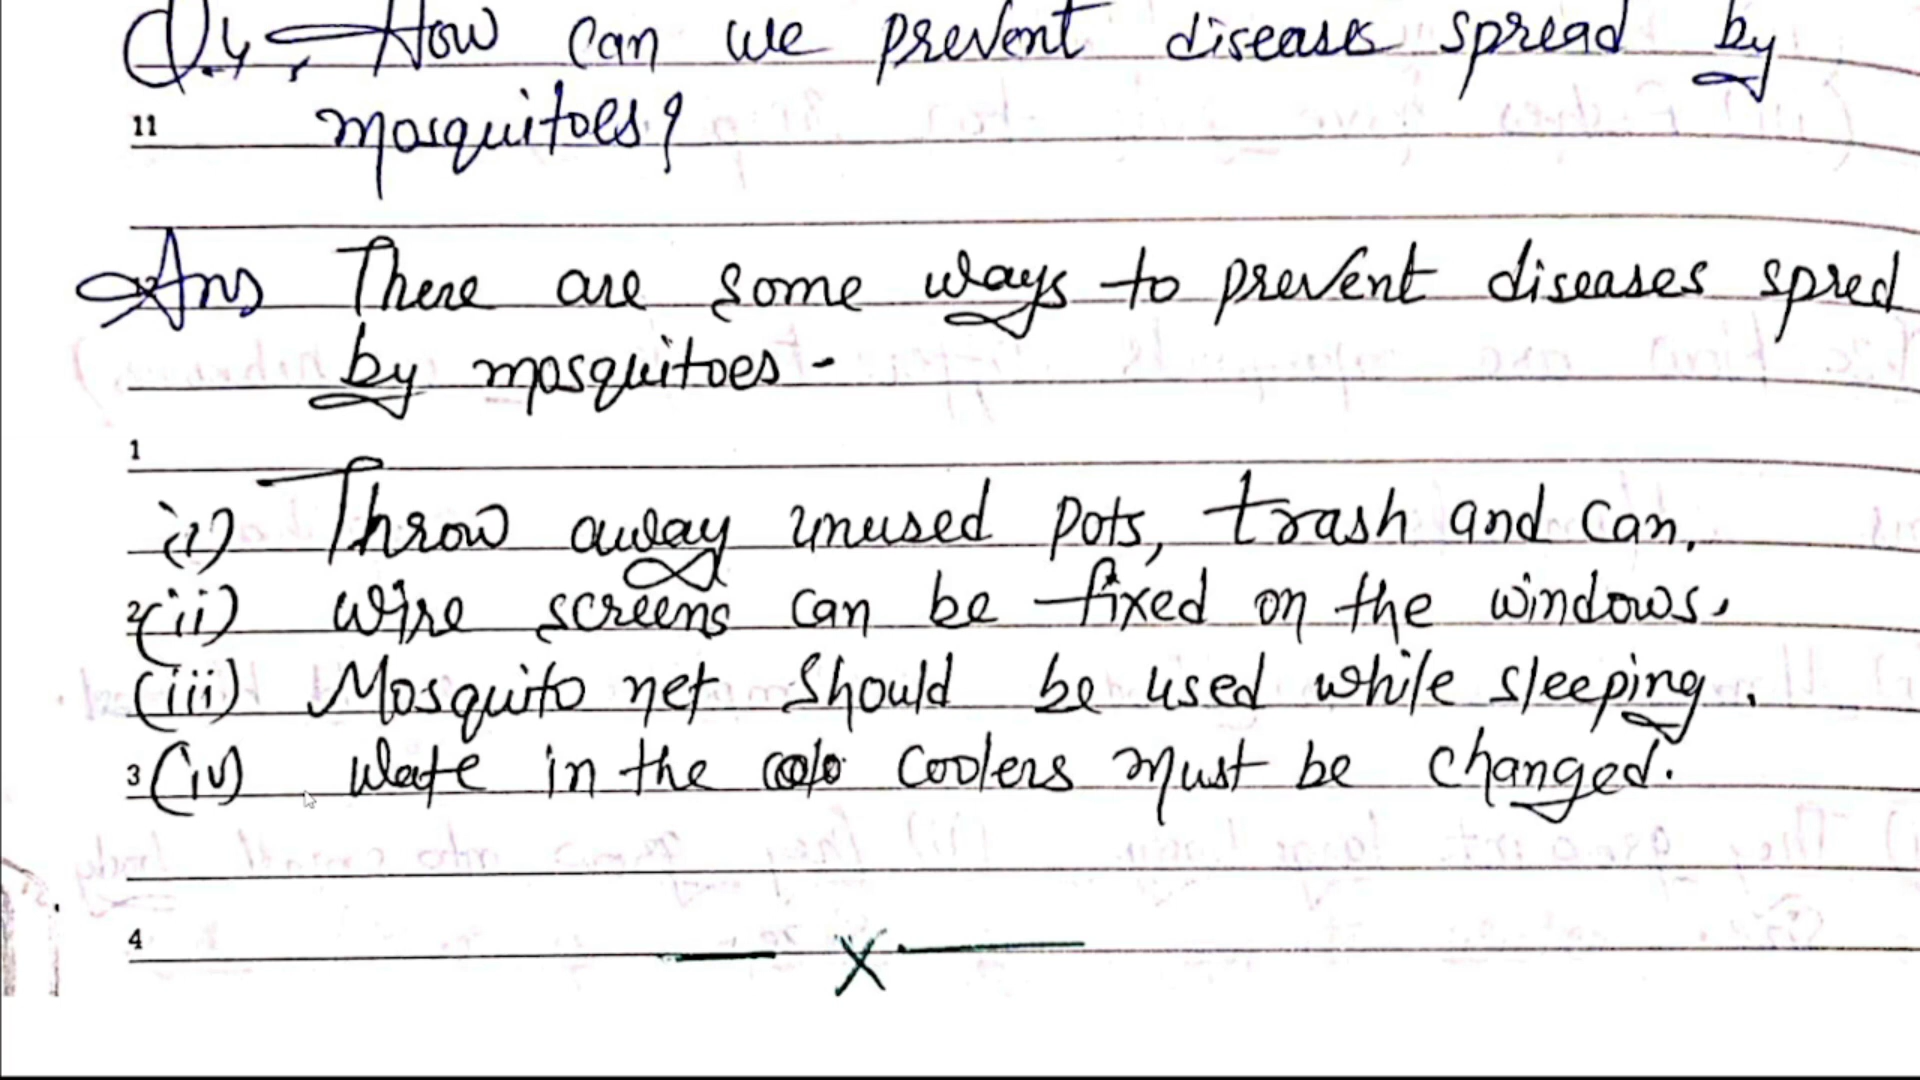 Q.4. How can we prevent diseases spread by
11 mosquitoes?
Ans There are some ways to prevent diseases spred
by mosquitoes -
1
(i) Throw away unused pots, trash and can.
2 (ii) Wire screens can be fixed on the windows.
(iii) Mosquito net should be used while sleeping.
3 (iv) Wate in the coolers must be changed.
4
X